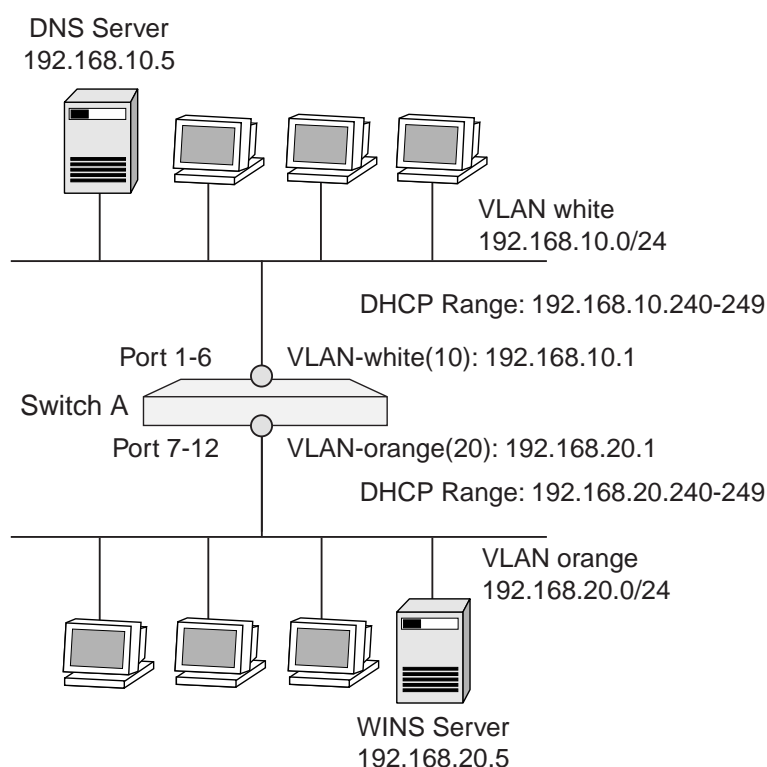 DNS Server
192.168.10.5
VLAN white
192.168.10.0/24
DHCP Range: 192.168.10.240-249
Port 1-6
VLAN-white(10): 192.168.10.1
Switch A
Port 7-12
VLAN-orange(20): 192.168.20.1
DHCP Range: 192.168.20.240-249
VLAN orange
192.168.20.0/24
WINS Server
192.168.20.5